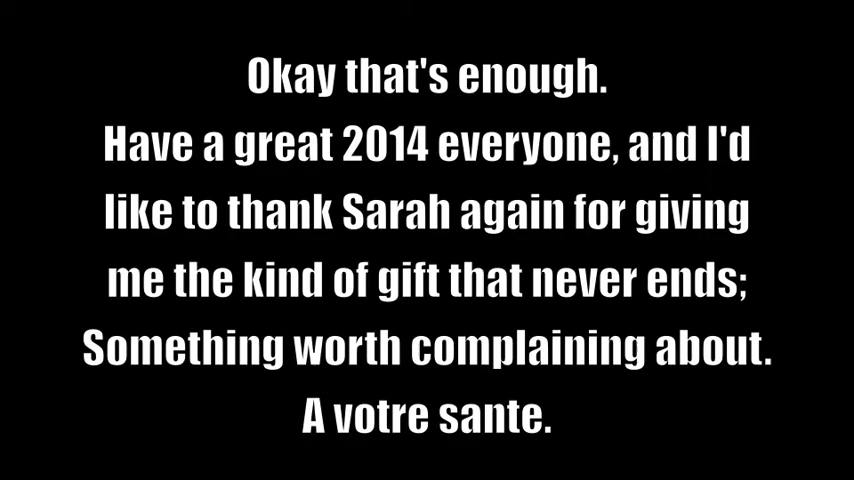 Okay that's enough.
Have a great 2014 everyone, and I'd
like to thank Sarah again for giving
me the kind of gift that never ends;
Something worth complaining about.
A votre sante.